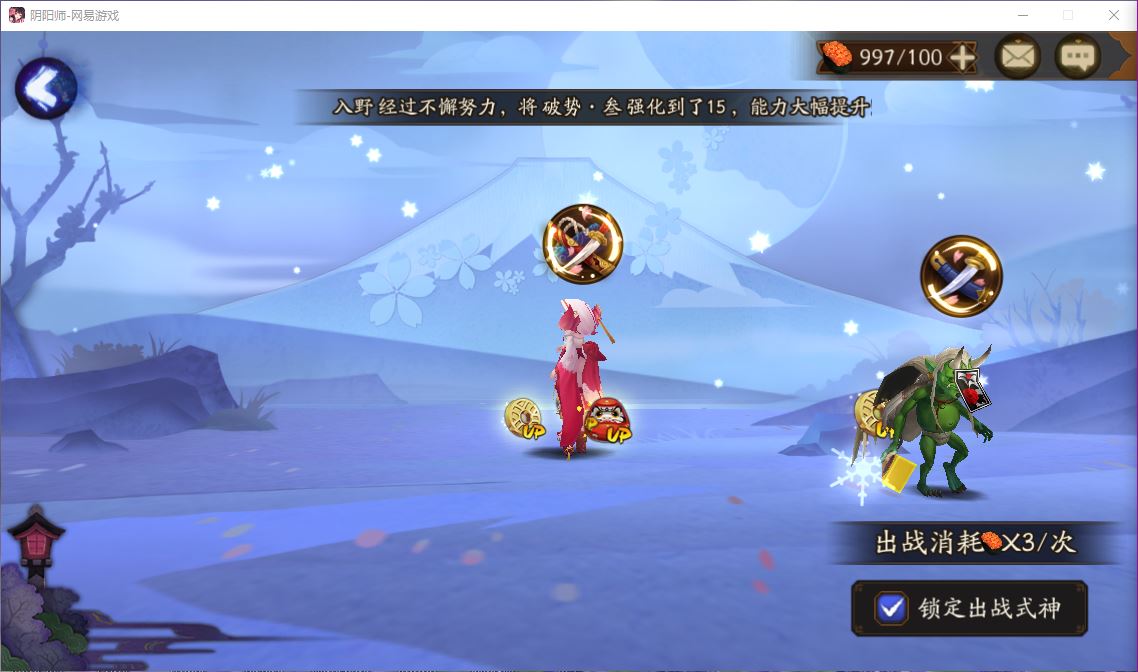 阴阳师-网易游戏
997/100
入野经过不懈努力，将破势·叁强化到了15，能力大幅提升
UP
UP
UP
出战消耗X3/次
锁定出战式神